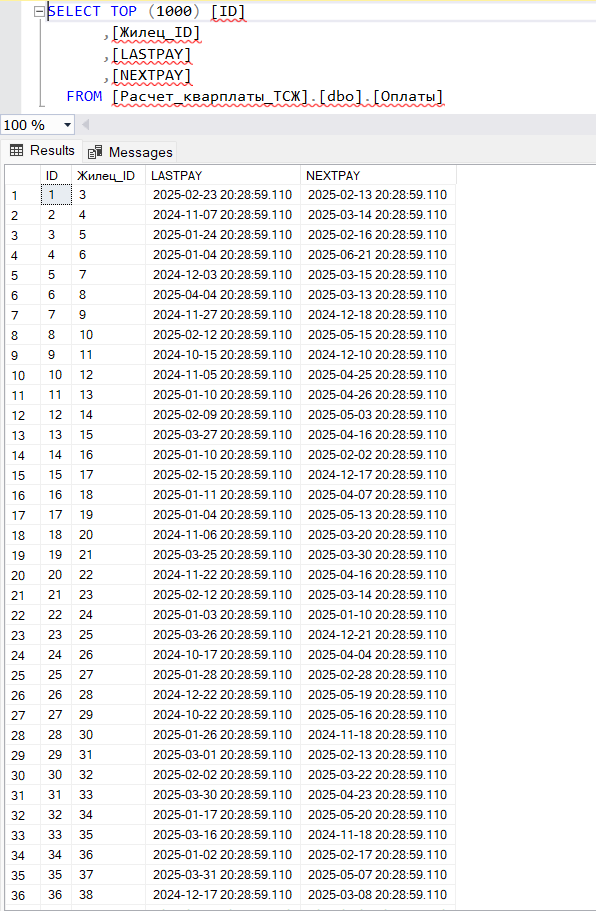 SELECT TOP (1000) [ID]
,[Жилец_ID]
,[LASTPAY]
,[NEXTPAY]
FROM [Расчет_кварплаты_ТСЖ].[dbo].[Оплаты]
100 %
Results Messages
ID Жилец_ID LASTPAY NEXTPAY
1 1 3 2025-02-23 20:28:59.110 2025-02-13 20:28:59.110
2 2 4 2024-11-07 20:28:59.110 2025-03-14 20:28:59.110
3 3 5 2025-01-24 20:28:59.110 2025-02-16 20:28:59.110
4 4 6 2025-01-04 20:28:59.110 2025-06-21 20:28:59.110
5 5 7 2024-12-03 20:28:59.110 2025-03-15 20:28:59.110
6 6 8 2025-04-04 20:28:59.110 2025-03-13 20:28:59.110
7 7 9 2024-11-27 20:28:59.110 2024-12-18 20:28:59.110
8 8 10 2025-02-12 20:28:59.110 2025-05-15 20:28:59.110
9 9 11 2024-10-15 20:28:59.110 2024-12-10 20:28:59.110
10 10 12 2024-11-05 20:28:59.110 2025-04-25 20:28:59.110
11 11 13 2025-01-10 20:28:59.110 2025-04-26 20:28:59.110
12 12 14 2025-02-09 20:28:59.110 2025-05-03 20:28:59.110
13 13 15 2025-03-27 20:28:59.110 2025-04-16 20:28:59.110
14 14 16 2025-01-10 20:28:59.110 2025-02-02 20:28:59.110
15 15 17 2025-02-15 20:28:59.110 2024-12-17 20:28:59.110
16 16 18 2025-01-11 20:28:59.110 2025-04-07 20:28:59.110
17 17 19 2025-01-04 20:28:59.110 2025-05-13 20:28:59.110
18 18 20 2024-11-06 20:28:59.110 2025-03-20 20:28:59.110
19 19 21 2025-03-25 20:28:59.110 2025-03-30 20:28:59.110
20 20 22 2024-11-22 20:28:59.110 2025-04-16 20:28:59.110
21 21 23 2025-02-12 20:28:59.110 2025-03-14 20:28:59.110
22 22 24 2025-01-03 20:28:59.110 2025-01-10 20:28:59.110
23 23 25 2025-03-26 20:28:59.110 2024-12-21 20:28:59.110
24 24 26 2024-10-17 20:28:59.110 2025-04-04 20:28:59.110
25 25 27 2025-01-28 20:28:59.110 2025-02-28 20:28:59.110
26 26 28 2024-12-22 20:28:59.110 2025-05-19 20:28:59.110
27 27 29 2024-10-22 20:28:59.110 2025-05-16 20:28:59.110
28 28 30 2025-01-26 20:28:59.110 2024-11-18 20:28:59.110
29 29 31 2025-03-01 20:28:59.110 2025-02-13 20:28:59.110
30 30 32 2025-02-02 20:28:59.110 2025-03-22 20:28:59.110
31 31 33 2025-03-30 20:28:59.110 2025-04-23 20:28:59.110
32 32 34 2025-01-17 20:28:59.110 2025-05-20 20:28:59.110
33 33 35 2025-03-16 20:28:59.110 2024-11-18 20:28:59.110
34 34 36 2025-01-02 20:28:59.110 2025-02-17 20:28:59.110
35 35 37 2025-03-31 20:28:59.110 2025-05-07 20:28:59.110
36 36 38 2024-12-17 20:28:59.110 2025-03-08 20:28:59.110